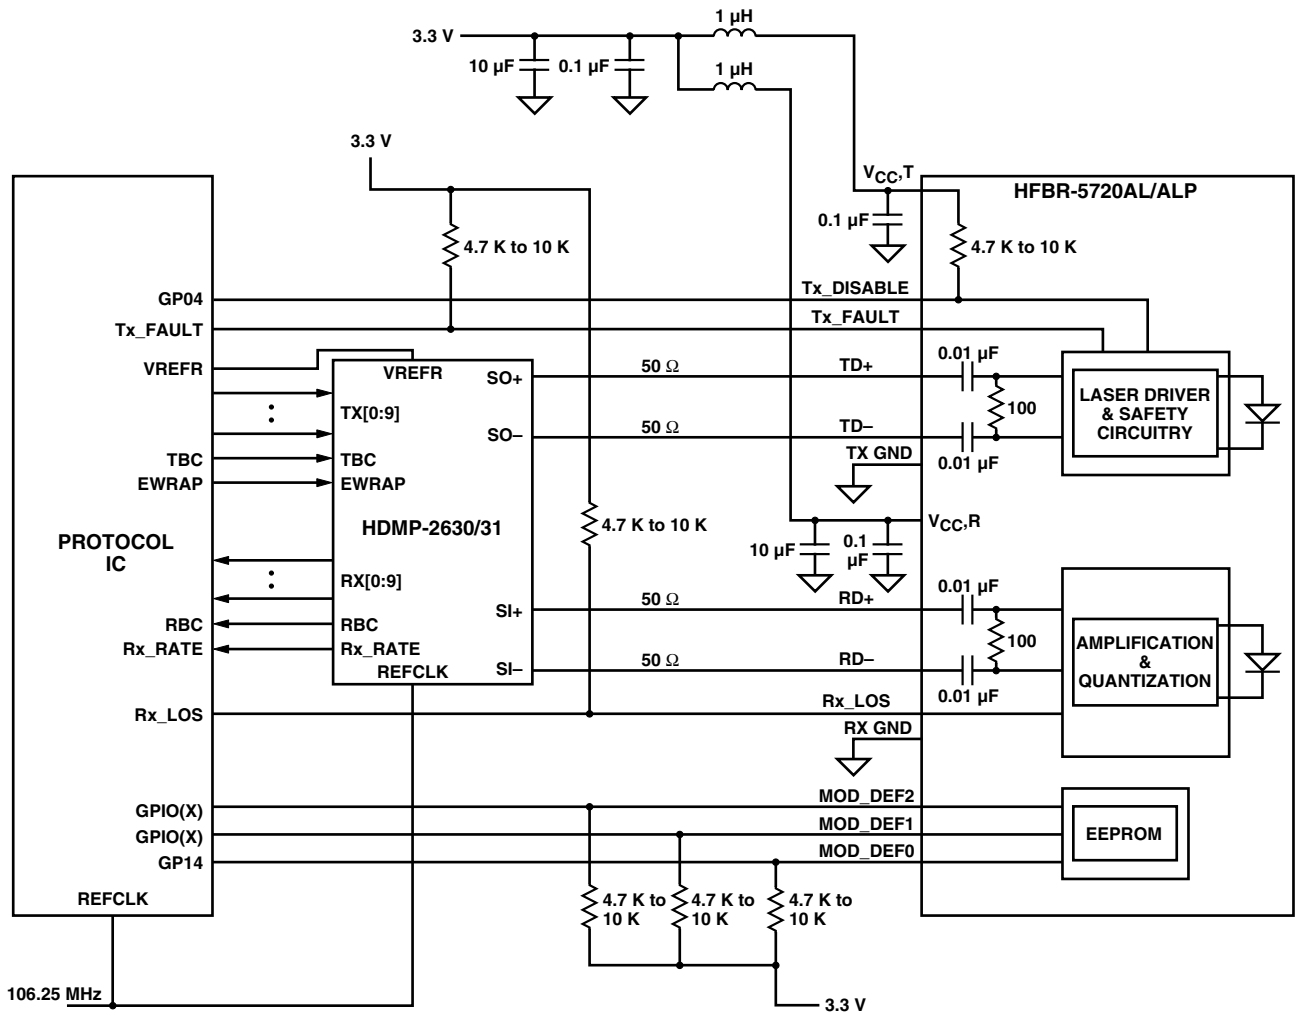 1 µH
3.3 V
10 µF
0.1 µF
1 µH
3.3 V
V_CC,T
HFBR-5720AL/ALP
0.1 µF
4.7 K to 10 K
4.7 K to 10 K
GP04
Tx_DISABLE
Tx_FAULT
Tx_FAULT
VREFR
VREFR
SO+
50 Ω
TD+
0.01 µF
TX[0:9]
100
LASER DRIVER
& SAFETY
CIRCUITRY
SO–
50 Ω
TD–
TX GND
0.01 µF
TBC
TBC
EWRAP
EWRAP
HDMP-2630/31
4.7 K to 10 K
V_CC,R
PROTOCOL
IC
10 µF
0.1
µF
RX[0:9]
SI+
50 Ω
RD+
0.01 µF
RBC
RBC
Rx_RATE
Rx_RATE
100
AMPLIFICATION
&
QUANTIZATION
REFCLK
SI–
50 Ω
RD–
0.01 µF
Rx_LOS
Rx_LOS
RX GND
GPIO(X)
MOD_DEF2
GPIO(X)
MOD_DEF1
EEPROM
GP14
MOD_DEF0
REFCLK
4.7 K to
10 K
4.7 K to
10 K
4.7 K to
10 K
106.25 MHz
3.3 V